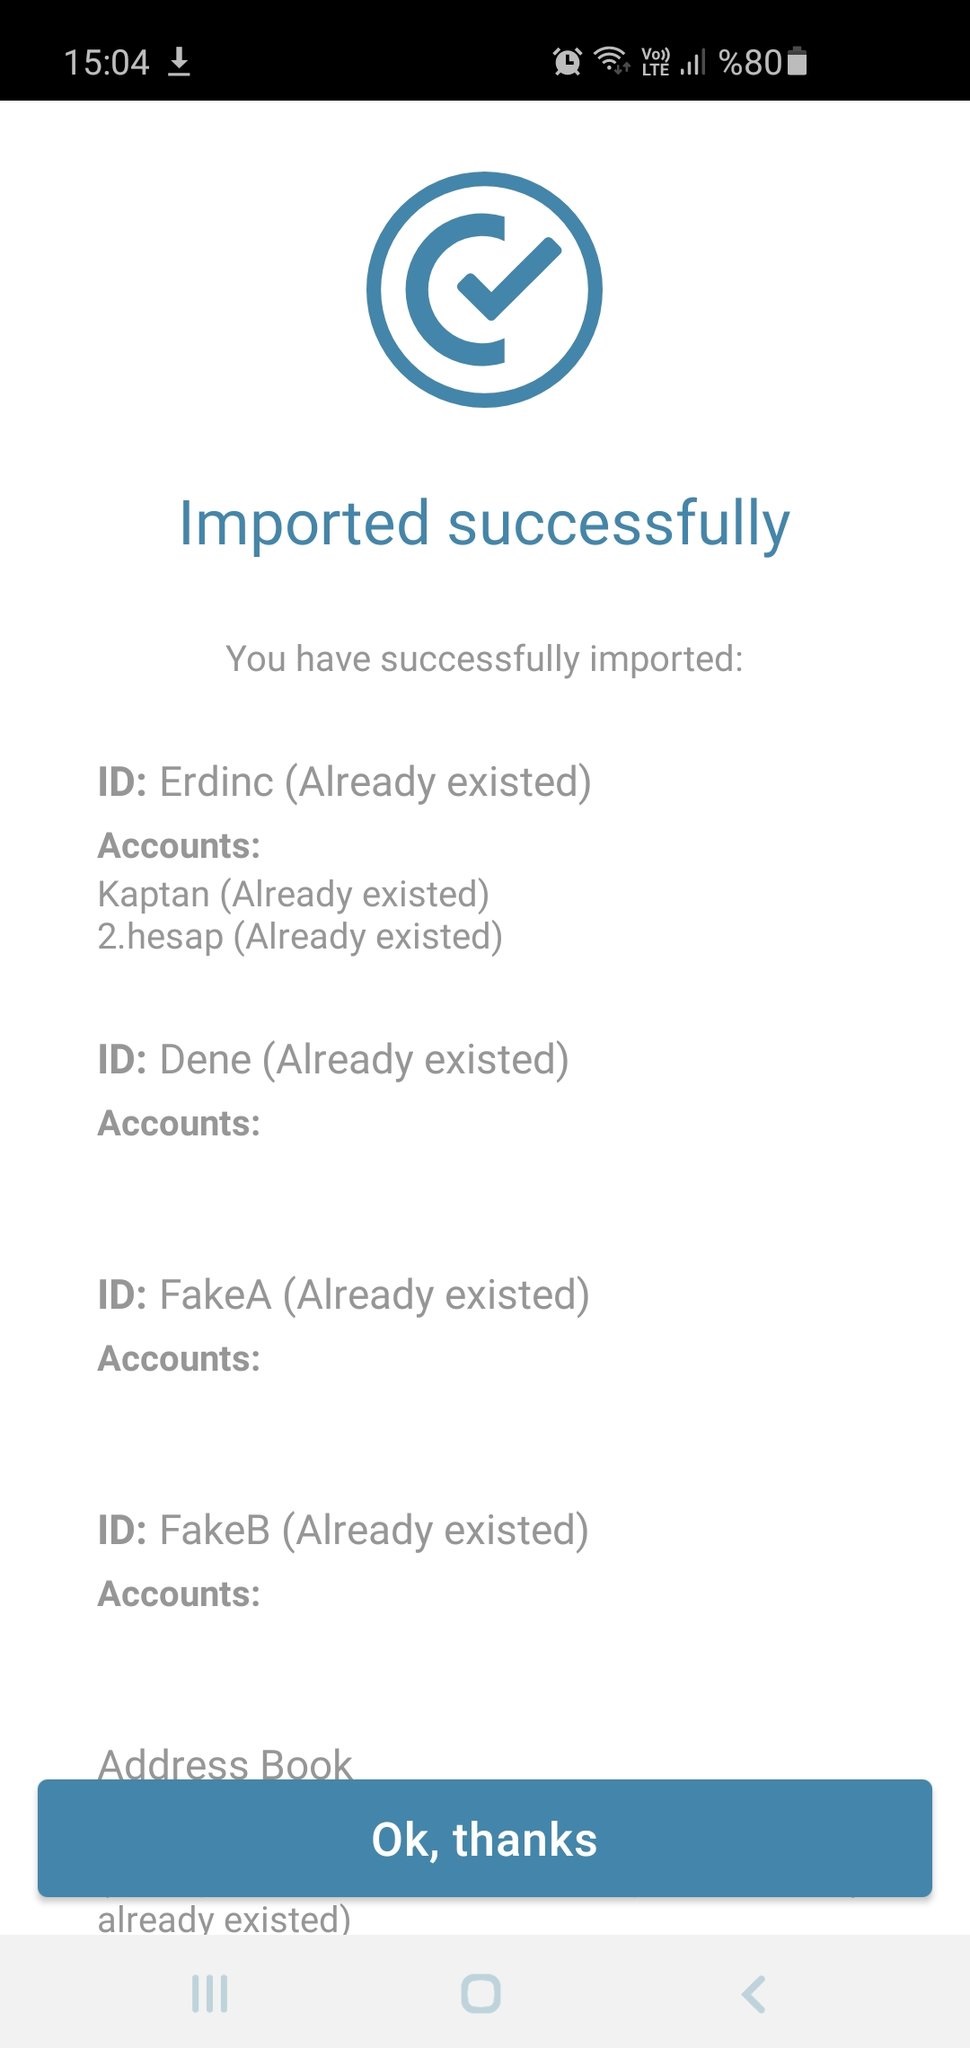 15:04
Vo)) LTE %80
Imported successfully
You have successfully imported:
ID: Erdinc (Already existed)
Accounts:
Kaptan (Already existed)
2.hesap (Already existed)
ID: Dene (Already existed)
Accounts:
ID: FakeA (Already existed)
Accounts:
ID: FakeB (Already existed)
Accounts:
Address Book
Ok, thanks
already existed)